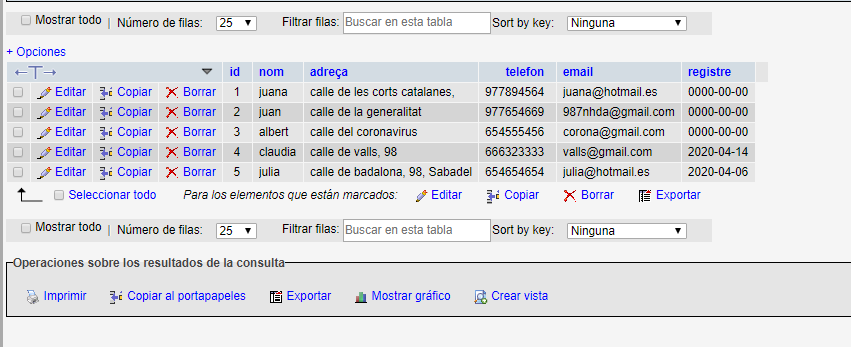 Mostrar todo | Número de filas: 25 Filtrar filas: Buscar en esta tabla Sort by key: Ninguna
+ Opciones
←T→ id nom adreça telefon email registre
Editar Copiar Borrar 1 juana calle de les corts catalanes, 977894564 juana@hotmail.es 0000-00-00
Editar Copiar Borrar 2 juan calle de la generalitat 977654669 987nhda@gmail.com 0000-00-00
Editar Copiar Borrar 3 albert calle del coronavirus 654555456 corona@gmail.com 0000-00-00
Editar Copiar Borrar 4 claudia calle de valls, 98 666323333 valls@gmail.com 2020-04-14
Editar Copiar Borrar 5 julia calle de badalona, 98, Sabadel 654654654 julia@hotmail.es 2020-04-06
Seleccionar todo Para los elementos que están marcados: Editar Copiar Borrar Exportar
Mostrar todo | Número de filas: 25 Filtrar filas: Buscar en esta tabla Sort by key: Ninguna
Operaciones sobre los resultados de la consulta
Imprimir Copiar al portapapeles Exportar Mostrar gráfico Crear vista